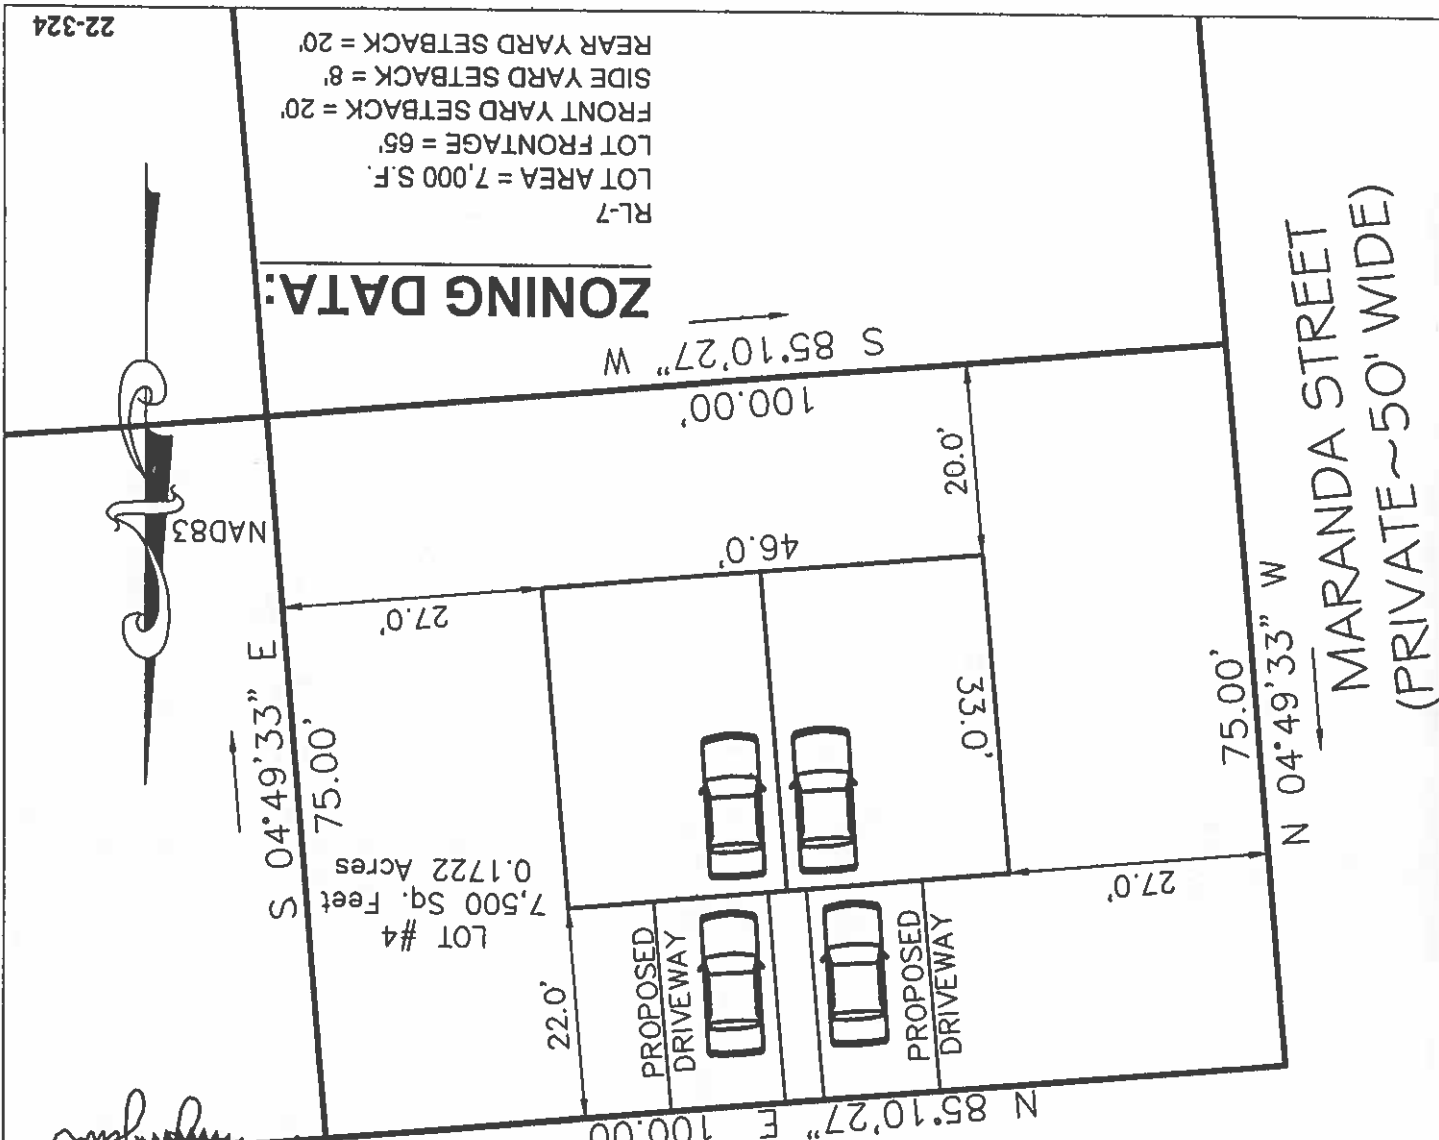 22-324
ZONING DATA:
RL-7
LOT AREA = 7,000 S.F.
LOT FRONTAGE = 65'
FRONT YARD SETBACK = 20'
SIDE YARD SETBACK = 8'
REAR YARD SETBACK = 20'
NAD83
S 85°10'27" W
100.00'
20.0'
46.0'
27.0'
33.0'
S 04°49'33" E
75.00'
LOT #4
7,500 Sq. Feet
0.1722 Acres
22.0'
PROPOSED
DRIVEWAY
PROPOSED
DRIVEWAY
27.0'
75.00'
N 04°49'33" W
MARANDA STREET
(PRIVATE~50' WIDE)
N 85°10'27" E 100.00